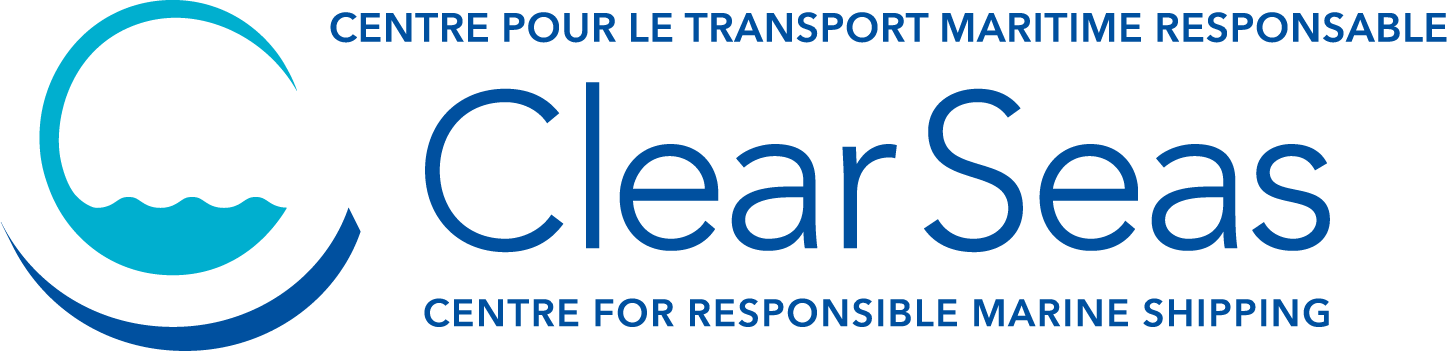 CENTRE POUR LE TRANSPORT MARITIME RESPONSABLE
Clear Seas
CENTRE FOR RESPONSIBLE MARINE SHIPPING